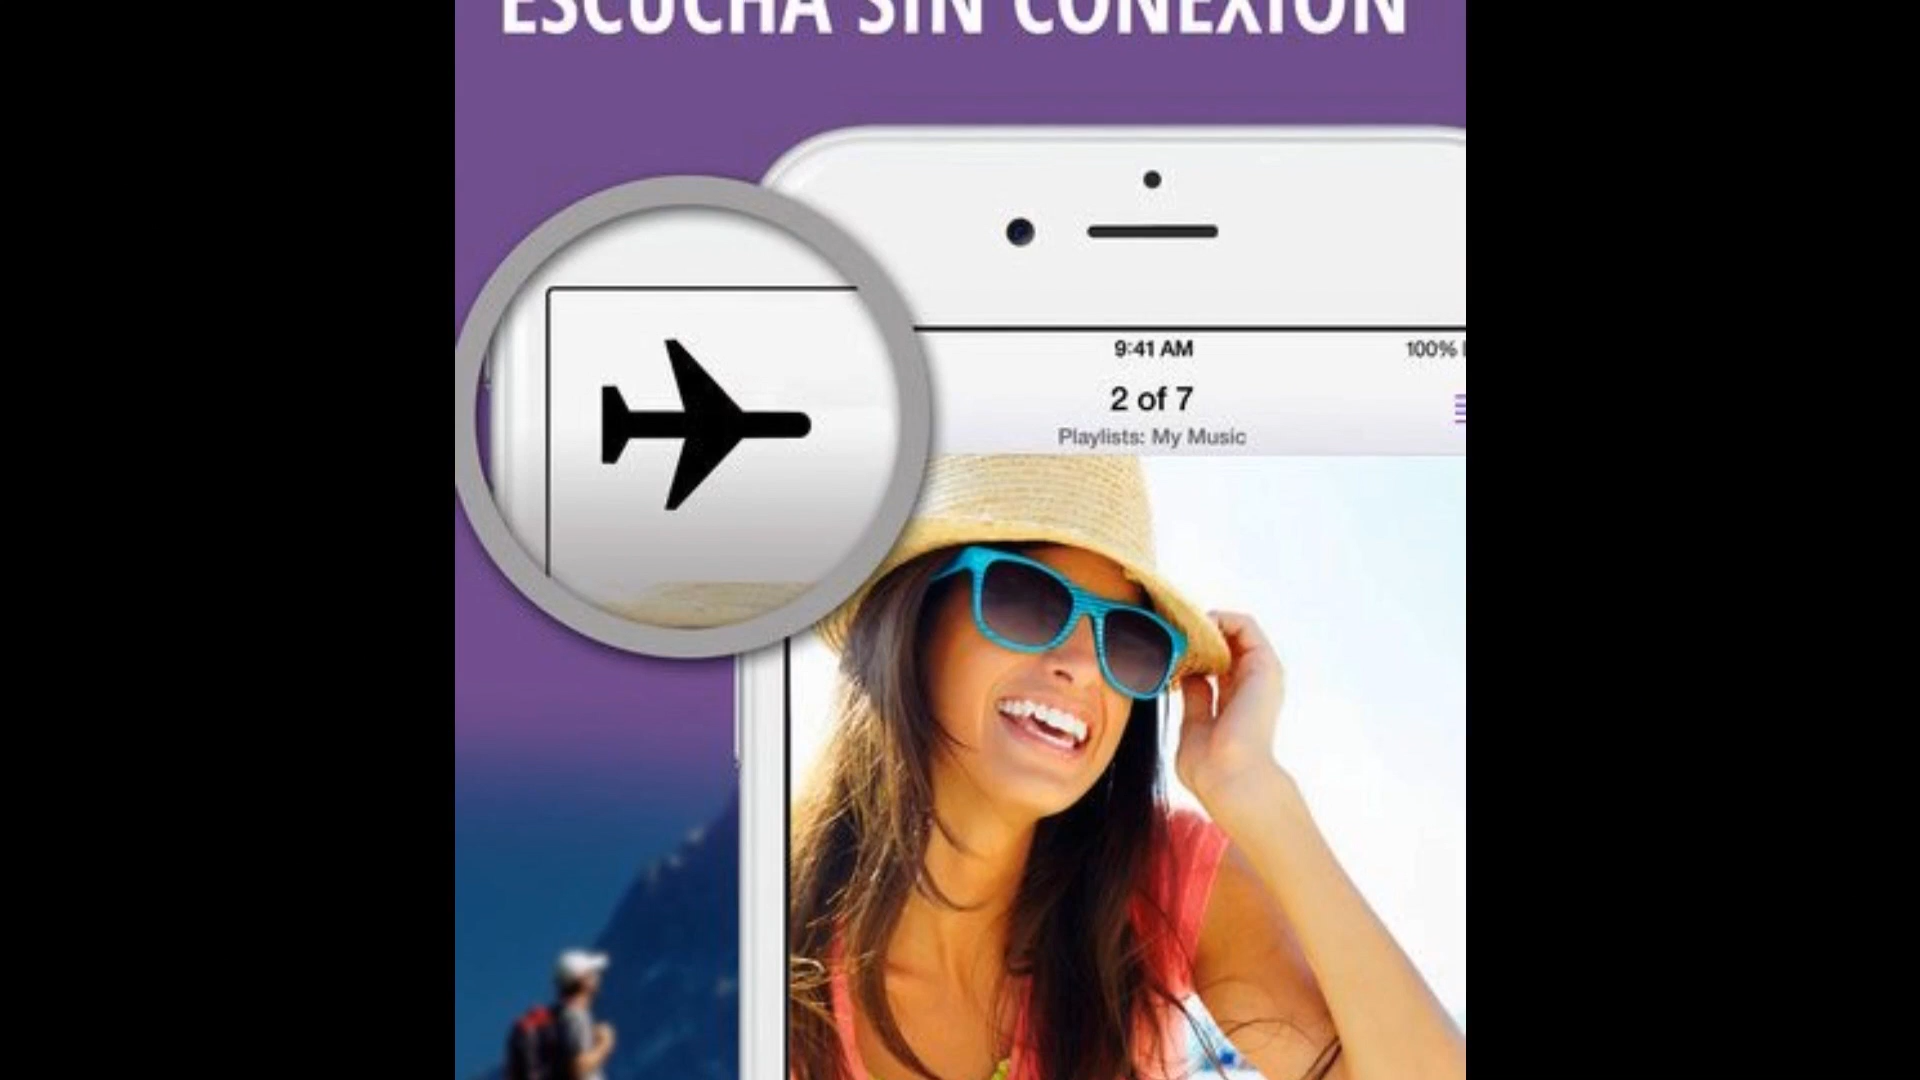 ESCUCHA SIN CONEXIÓN
9:41 AM
100%
2 of 7
Playlists: My Music